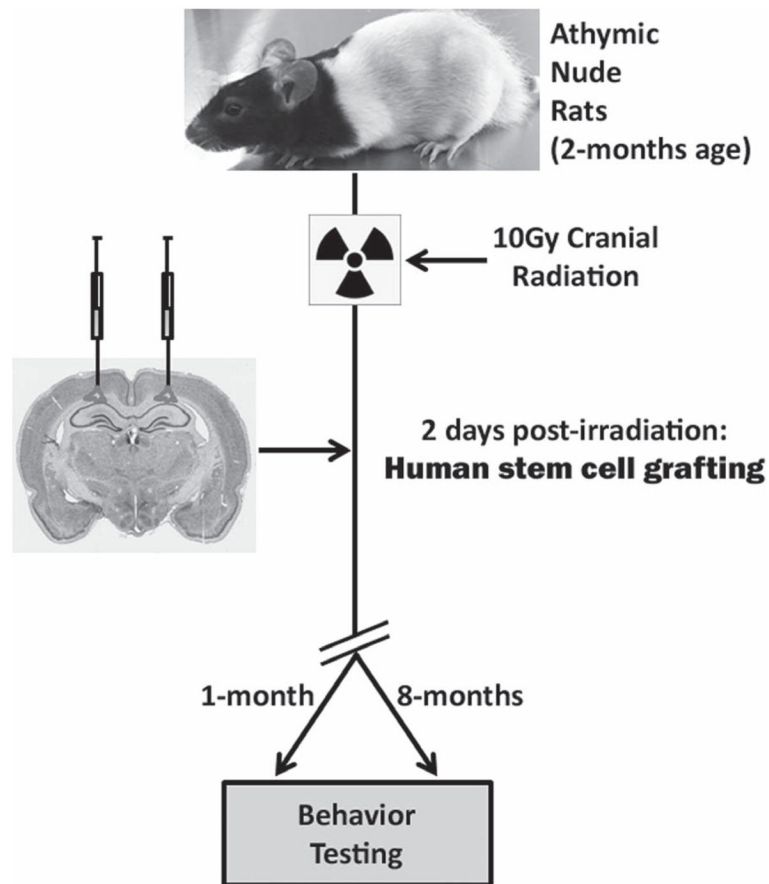 Athymic
Nude
Rats
(2-months age)
10Gy Cranial
Radiation
2 days post-irradiation:
Human stem cell grafting
1-month
8-months
Behavior
Testing